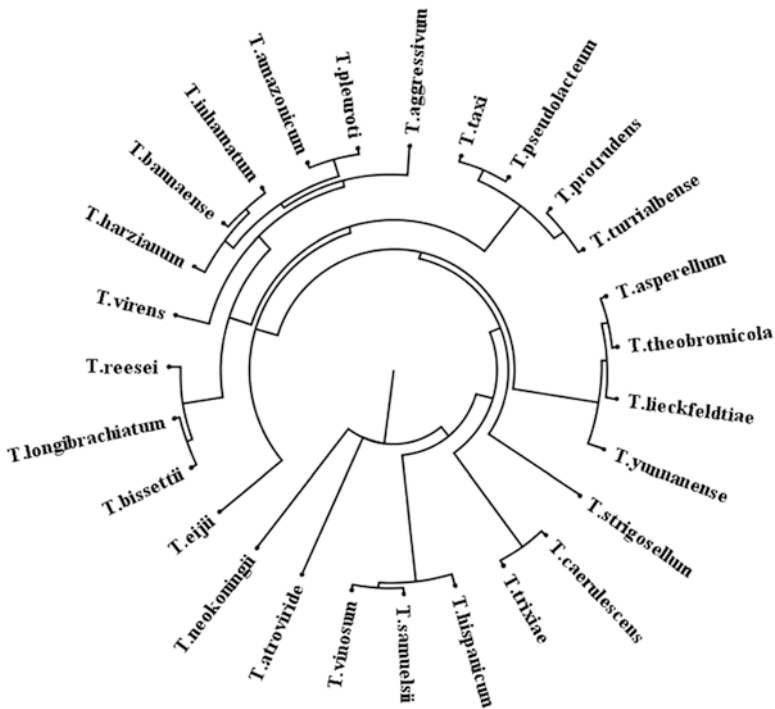 T.aggressivum
T.taxi
T.pseudolacteum
T.protrudens
T.turrialbense
T.asperellum
T.theobromicola
T.lieckfeldtiae
T.yunnanense
T.strigosellum
T.caerulescens
T.trixiae
T.hispanicum
T.samuelsii
T.vinosum
T.atroviride
T.neokoningii
T.eijii
T.bissettii
T.longibrachiatum
T.reesei
T.virens
T.harzianum
T.bannaense
T.inhamatum
T.amazonicum
T.pleuroti